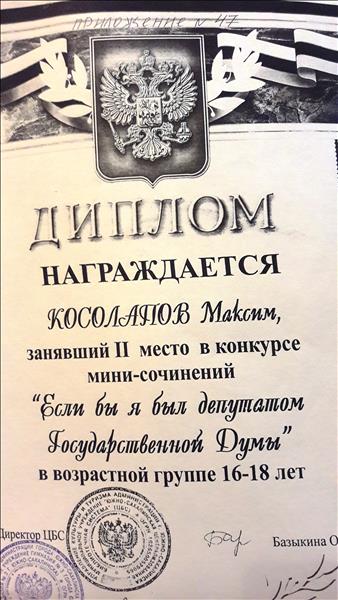 ПРИЛОЖЕНИЕ N 47
ДИПЛОМ
НАГРАЖДАЕТСЯ
КОСОЛАПОВ Максим,
занявший II место в конкурсе
мини-сочинений
“Если бы я был депутатом
Государственной Думы”
в возрастной группе 16-18 лет
Директор ЦБС
Базыкина О